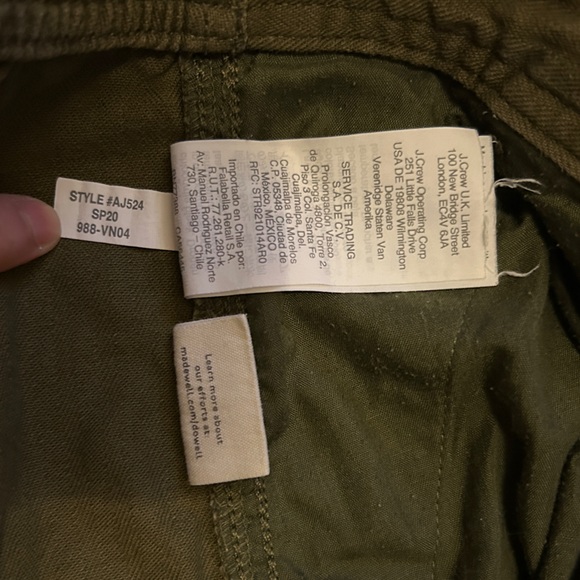 STYLE #AJ524
SP20
988-VN04
J.Crew U.K. Limited
100 New Bridge Street
London, EC4V 6JA
J.Crew Operating Corp
251 Little Falls Drive
USA DE 19808 Wilmington
Delaware
Verenidge Staten Van
Amerika
SERVICE TRADING
S.A. DE C.V.
Prolongación Vasco
de Quiroga 4800, Torre 2,
Piso 3 Col. Santa Fe
Cuajimalpa, Del.
Cuajimalpa de Morelos
C.P. 05348, Ciudad de
México, MEXICO
RFC STR921014AR0
Importado en Chile por:
Falabella Retail S.A.
R.U.T.: 77.261.280-k
Av. Manuel Rodriguez Norte
730, Santiago - Chile
Learn more about
our efforts at:
madewell.com/dowell